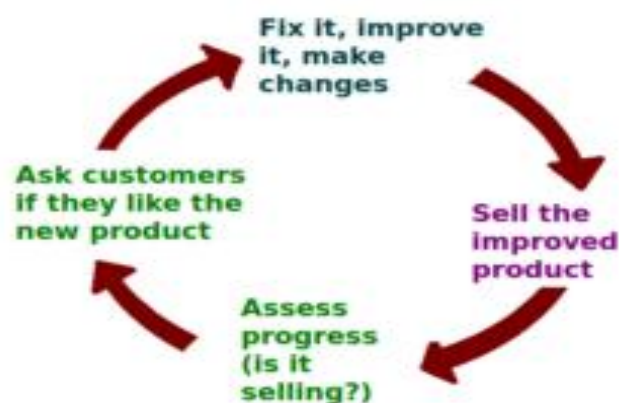 Fix it, improve
it, make
changes
Sell the
improved
product
Assess
progress
(is it
selling?)
Ask customers
if they like the
new product